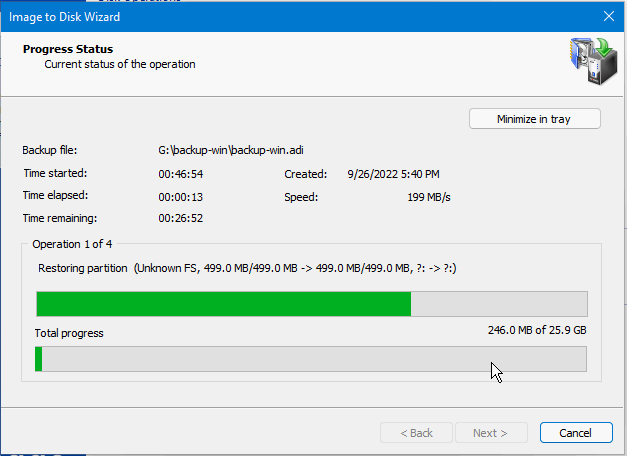 Image to Disk Wizard
Progress Status
Current status of the operation
Minimize in tray
Backup file: G:\backup-win\backup-win.adi
Time started: 00:46:54 Created: 9/26/2022 5:40 PM
Time elapsed: 00:00:13 Speed: 199 MB/s
Time remaining: 00:26:52
Operation 1 of 4
Restoring partition (Unknown FS, 499.0 MB/499.0 MB -> 499.0 MB/499.0 MB, ?: -> ?:)
Total progress 246.0 MB of 25.9 GB
< Back Next > Cancel